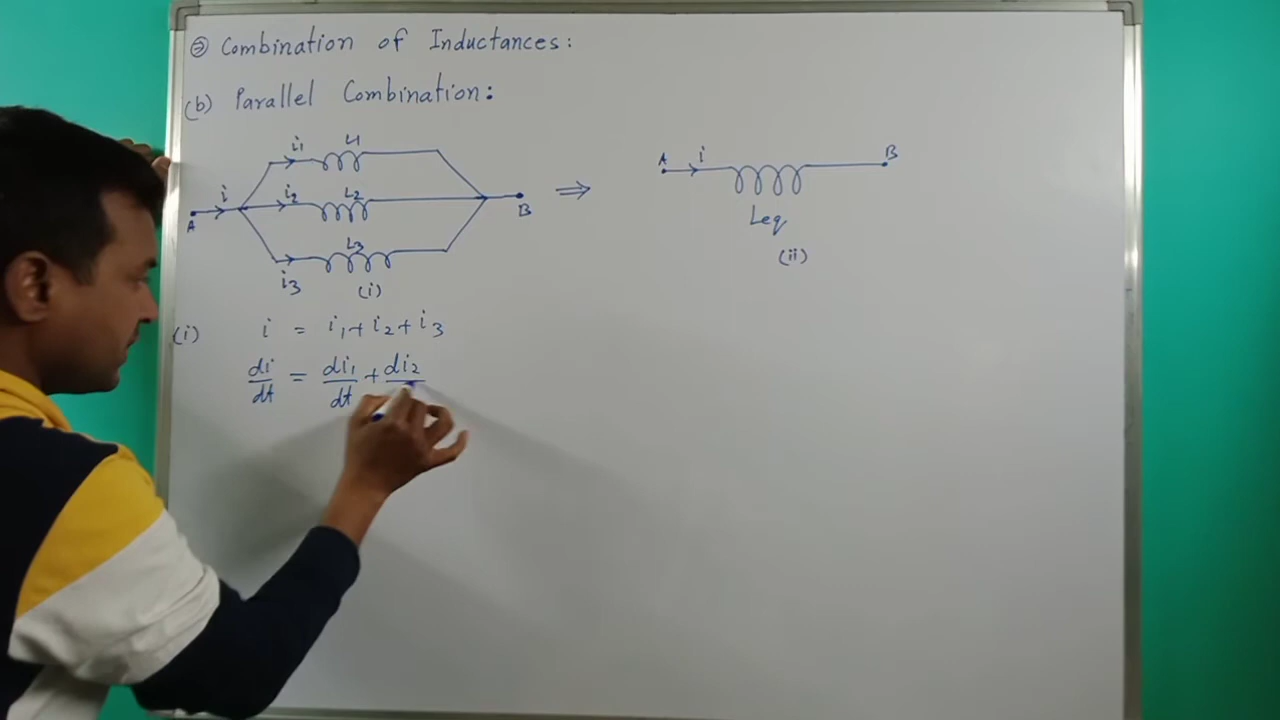 ⇒ Combination of Inductances:
(b) Parallel Combination:
i1 L1
i i2 L2
A B
L3
i3 (i)
⇒
A i B
Leq
(ii)
(i) i = i1 + i2 + i3
di/dt = di1/dt + di2